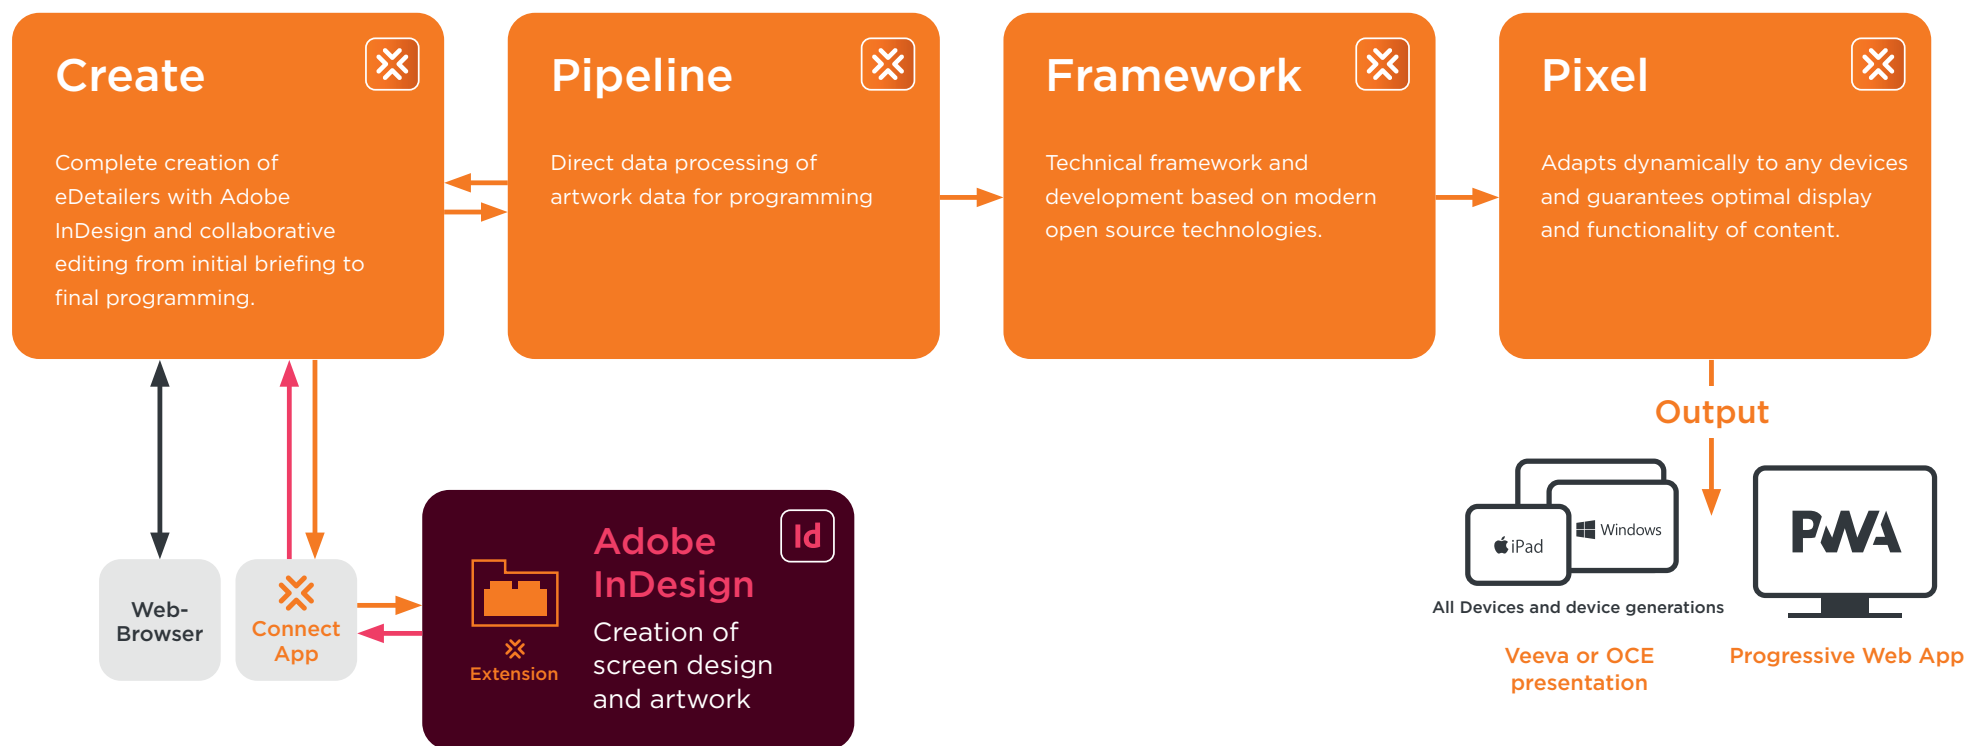 Create
Complete creation of
eDetailers with Adobe
InDesign and collaborative
editing from initial briefing to
final programming.
Pipeline
Direct data processing of
artwork data for programming
Framework
Technical framework and
development based on modern
open source technologies.
Pixel
Adapts dynamically to any devices
and guarantees optimal display
and functionality of content.
Web-
Browser
Connect
App
Extension
Adobe
InDesign
Id
Creation of
screen design
and artwork
Output
iPad
Windows
PWA
All Devices and device generations
Veeva or OCE
presentation
Progressive Web App